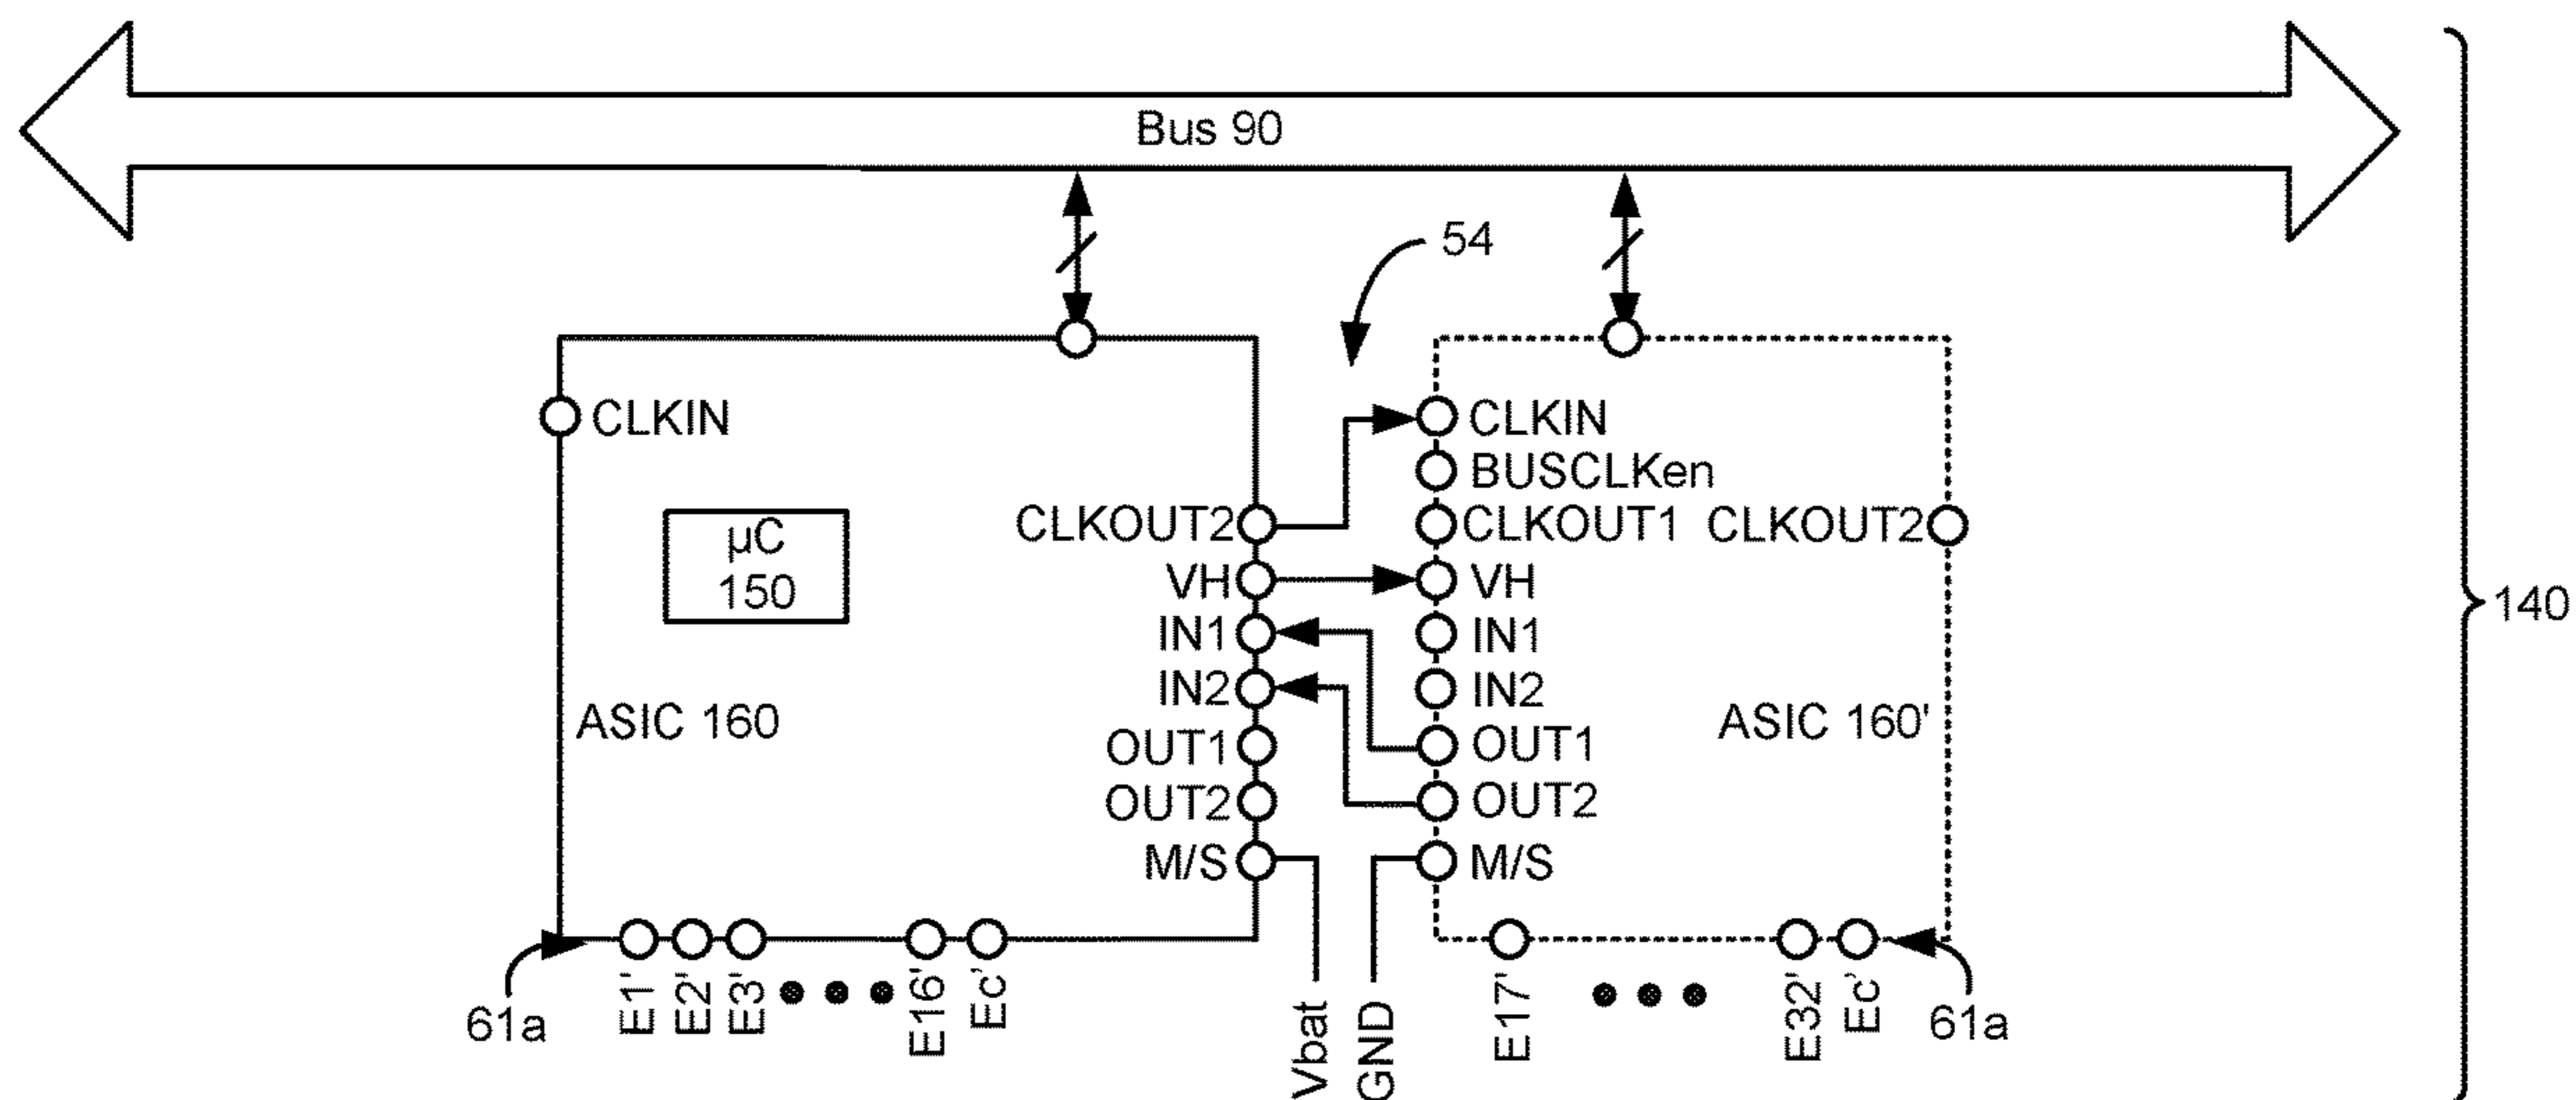 Bus 90
54
CLKIN
CLKIN
BUSCLKen
CLKOUT2
CLKOUT1
CLKOUT2
µC
150
VH
VH
IN1
IN1
IN2
IN2
ASIC 160
ASIC 160'
OUT1
OUT1
OUT2
OUT2
M/S
M/S
140
61a
E1'
E2'
E3'
E16'
Ec'
Vbat
GND
E17'
E32'
Ec'
61a